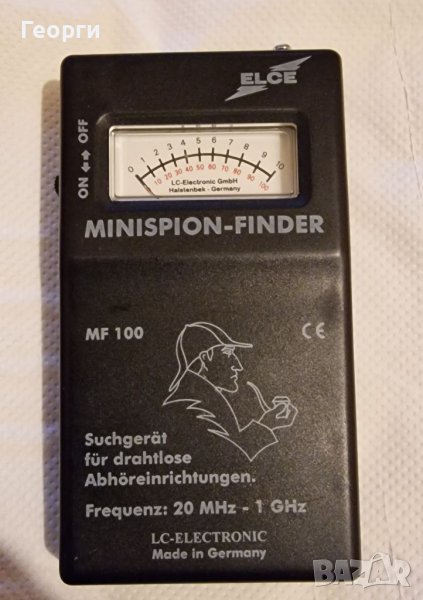 Георги
ELCE
ON ⇠⇢ OFF
0 1 2 3 4 5 6 7 8 9 10
10 20 30 40 50 60 70 80 90 100
LC-Electronic GmbH
Halstenbek - Germany
MINISPION-FINDER
MF 100
CE
Suchgerät
für drahtlose
Abhöreinrichtungen.
Frequenz: 20 MHz - 1 GHz
LC-ELECTRONIC
Made in Germany
BAZAR